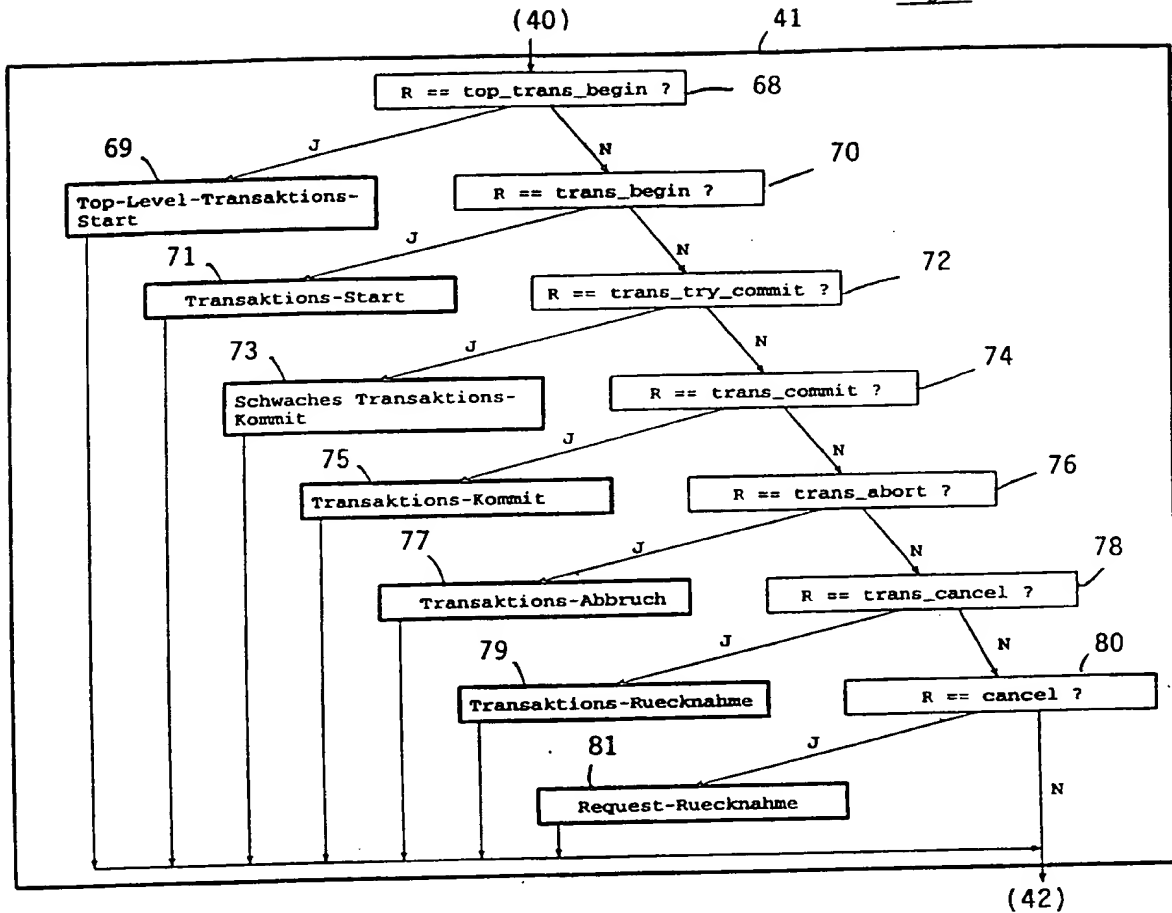 (40)
41
R == top_trans_begin ?
68
J
N
69
70
Top-Level-Transaktions-
Start
R == trans_begin ?
J
N
71
72
Transaktions-Start
R == trans_try_commit ?
J
N
73
74
Schwaches Transaktions-
Kommit
R == trans_commit ?
J
N
75
76
Transaktions-Kommit
R == trans_abort ?
J
N
77
78
Transaktions-Abbruch
R == trans_cancel ?
J
N
79
80
Transaktions-Ruecknahme
R == cancel ?
J
N
81
Request-Ruecknahme
(42)